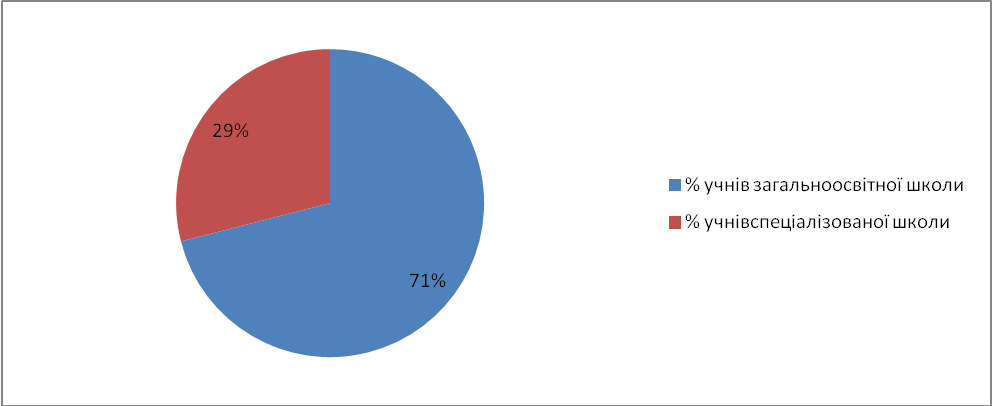 29%
71%
% учнів загальноосвітної школи
% учнівспеціалізованої школи